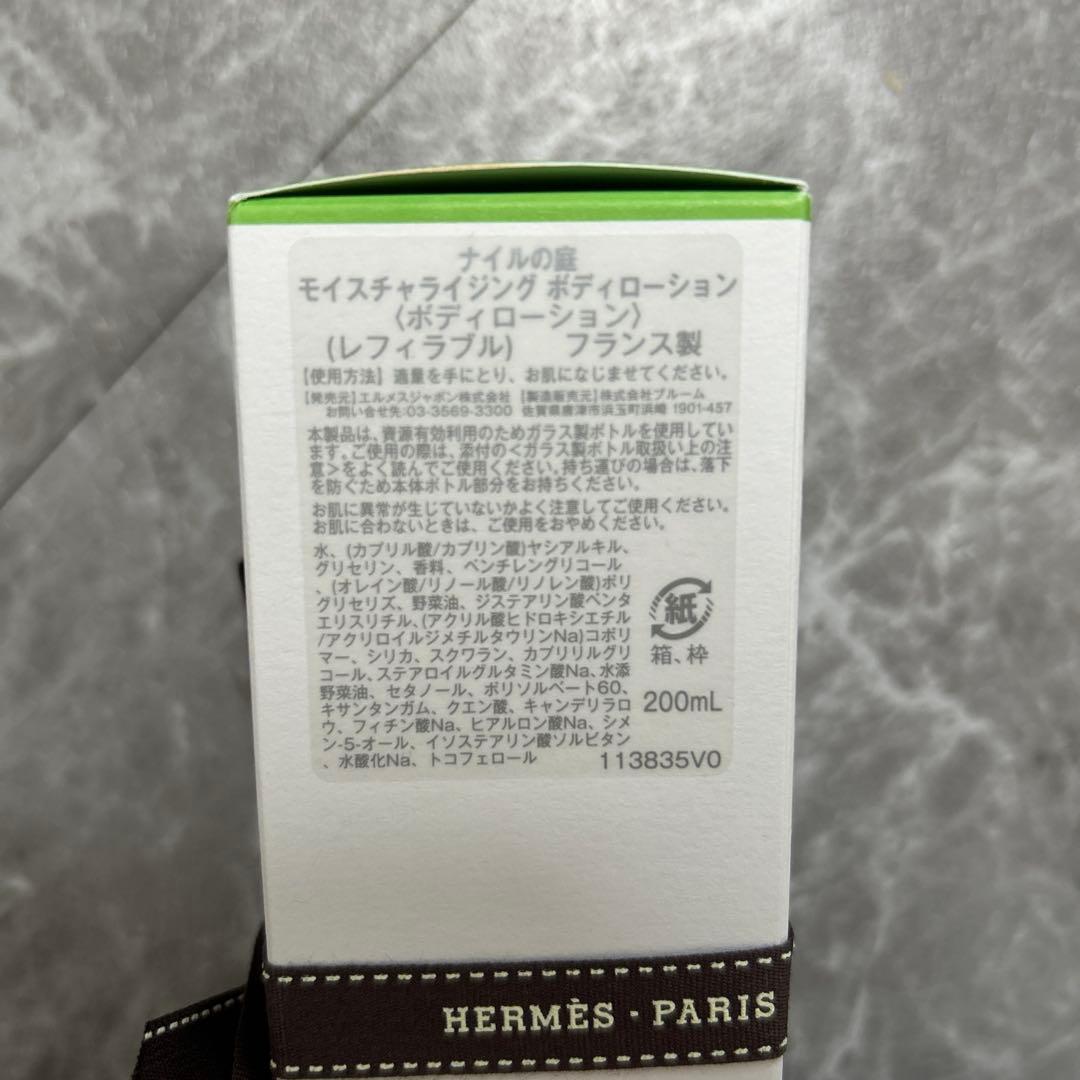 ナイルの庭
モイスチャライジング ボディローション
〈ボディローション〉
(レフィラブル) フランス製
【使用方法】適量を手にとり、お肌になじませてください。
【発売元】エルメスジャポン株式会社 【製造販売元】株式会社ブルーム
お問い合せ先:03-3569-3300 佐賀県唐津市浜玉町浜崎 1901-457
本製品は、資源有効利用のためガラス製ボトルを使用してい
ます。ご使用の際は、添付の<ガラス製ボトル取扱い上の注
意>をよく読んでご使用ください。持ち運びの場合は、落下
を防ぐため本体ボトル部分をお持ちください。
お肌に異常が生じていないかよく注意してご使用ください。
お肌に合わないときは、ご使用をおやめください。
水、(カプリル酸/カプリン酸)ヤシアルキル、
グリセリン、香料、ペンチレングリコール
、(オレイン酸/リノール酸/リノレン酸)ポリ
グリセリズ、野菜油、ジステアリン酸ペンタ
エリスリチル、(アクリル酸ヒドロキシエチル
/アクリロイルジメチルタウリンNa)コポリ
マー、シリカ、スクワラン、カプリリルグリ
コール、ステアロイルグルタミン酸Na、水添
野菜油、セタノール、ポリソルベート60、
キサンタンガム、クエン酸、キャンデリラロ
ウ、フィチン酸Na、ヒアルロン酸Na、シメ
ン-5-オール、イソステアリン酸ソルビタン
、水酸化Na、トコフェロール
紙
箱、枠
200mL
113835V0
HERMÈS - PARIS